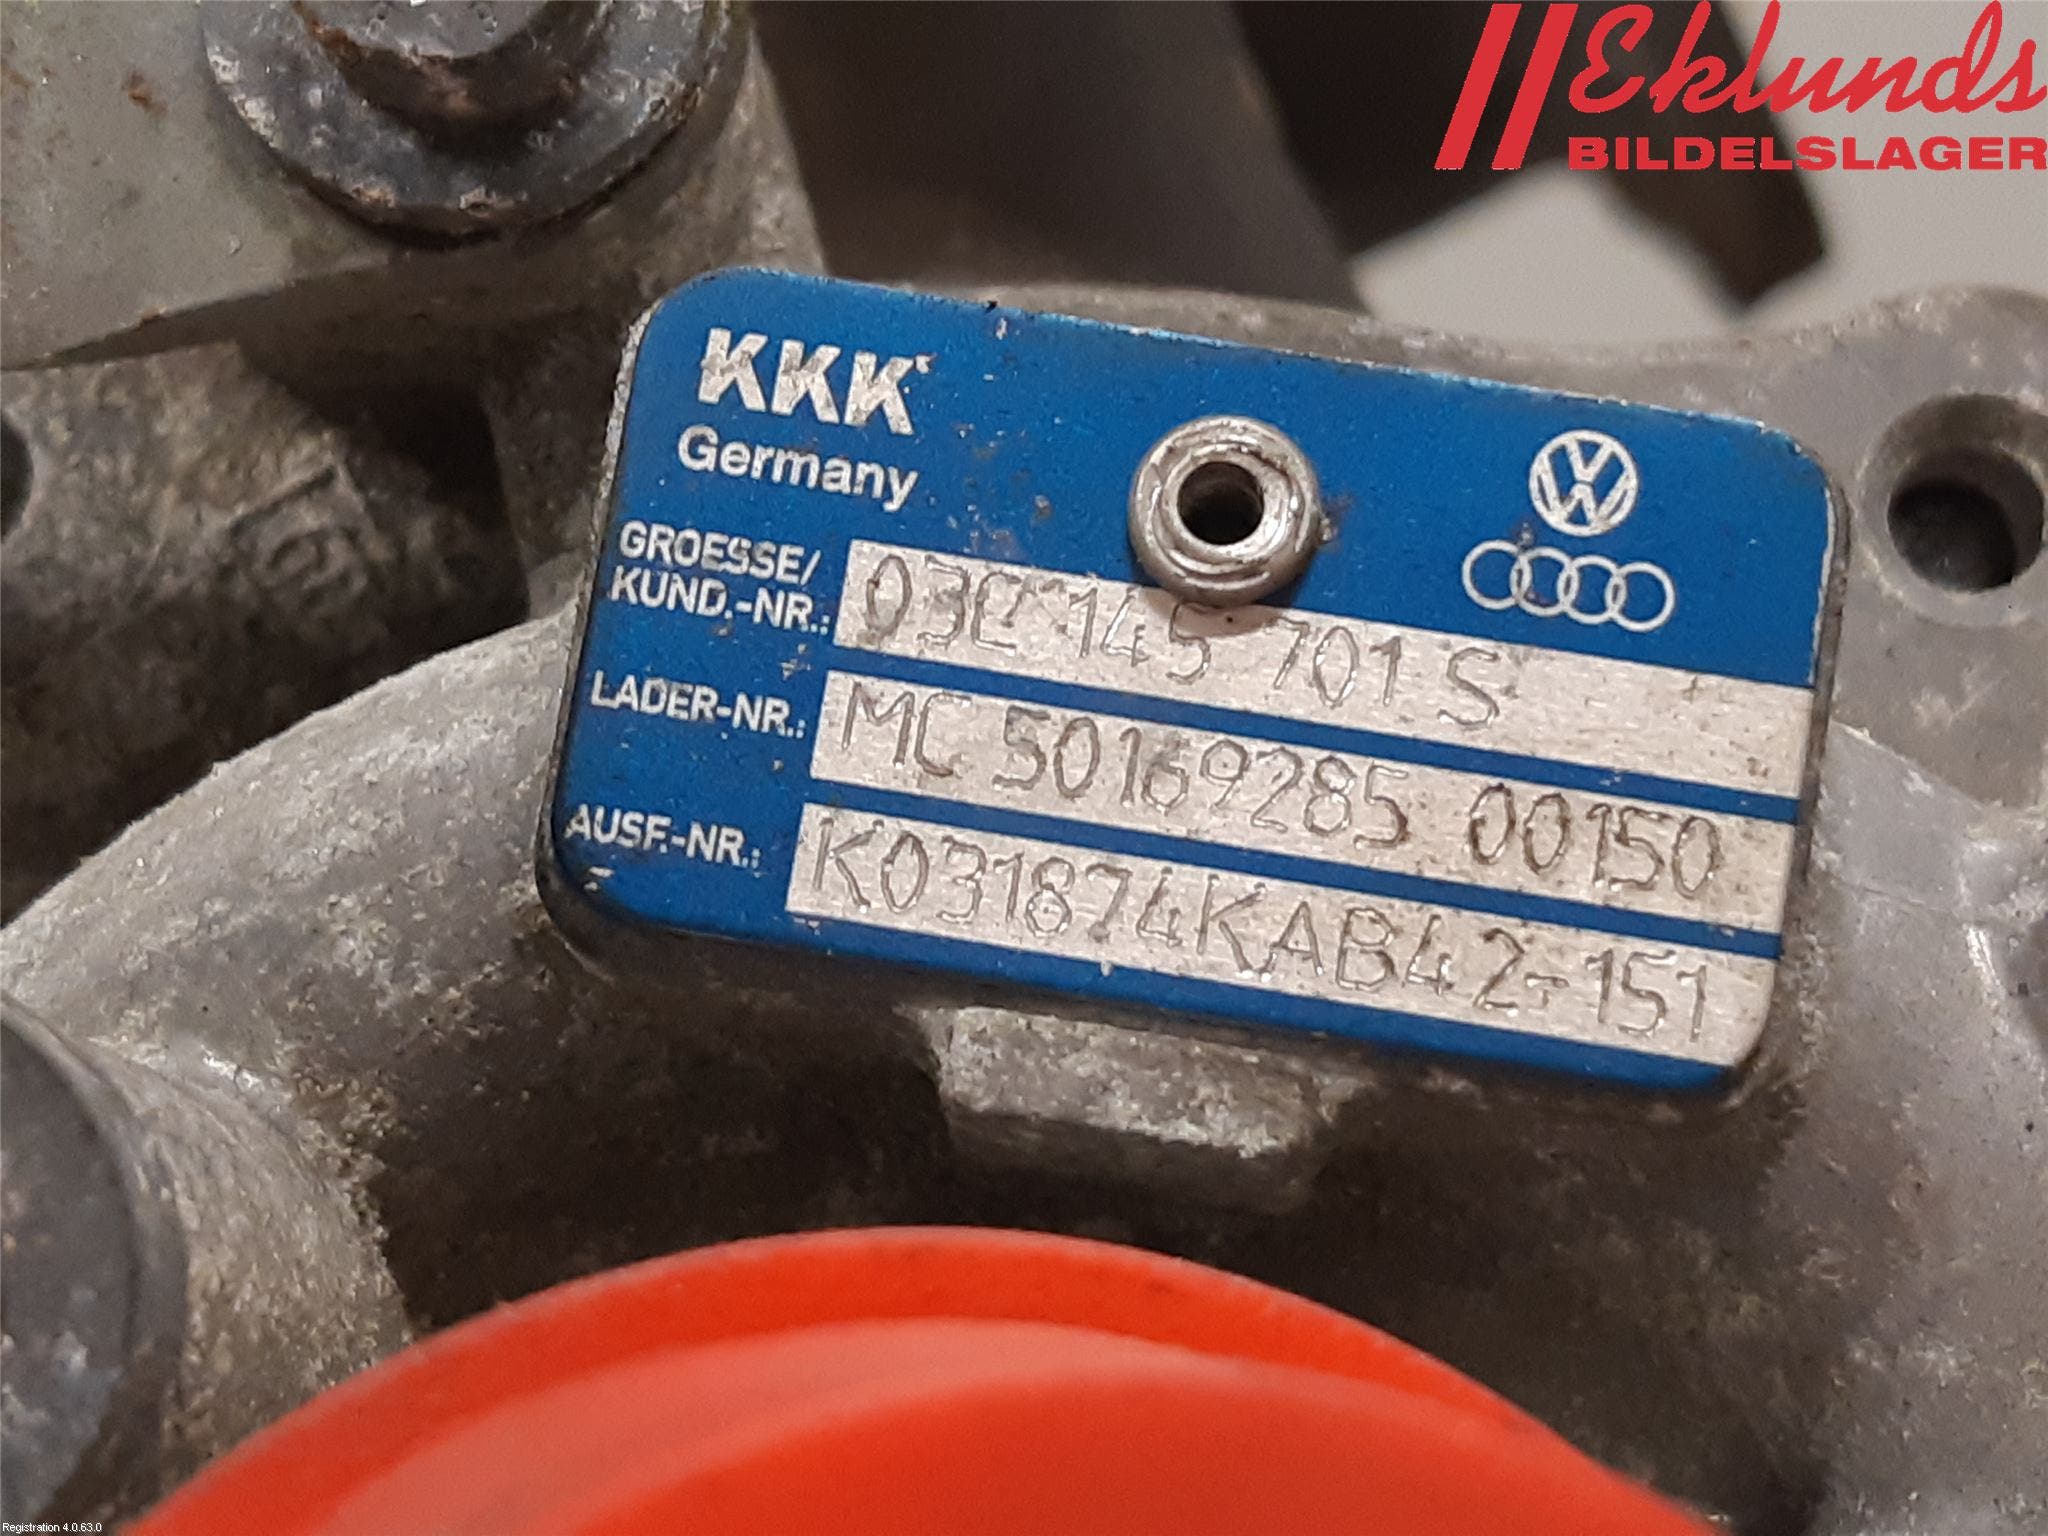 Eklunds
BILDELSLAGER
KKK
Germany
GROESSE/
KUND.-NR.: 03C 145 701 S
LADER-NR.: MC 50169285 00150
AUSF.-NR.: K031874KAB42-151
Registration 4.0.63.0